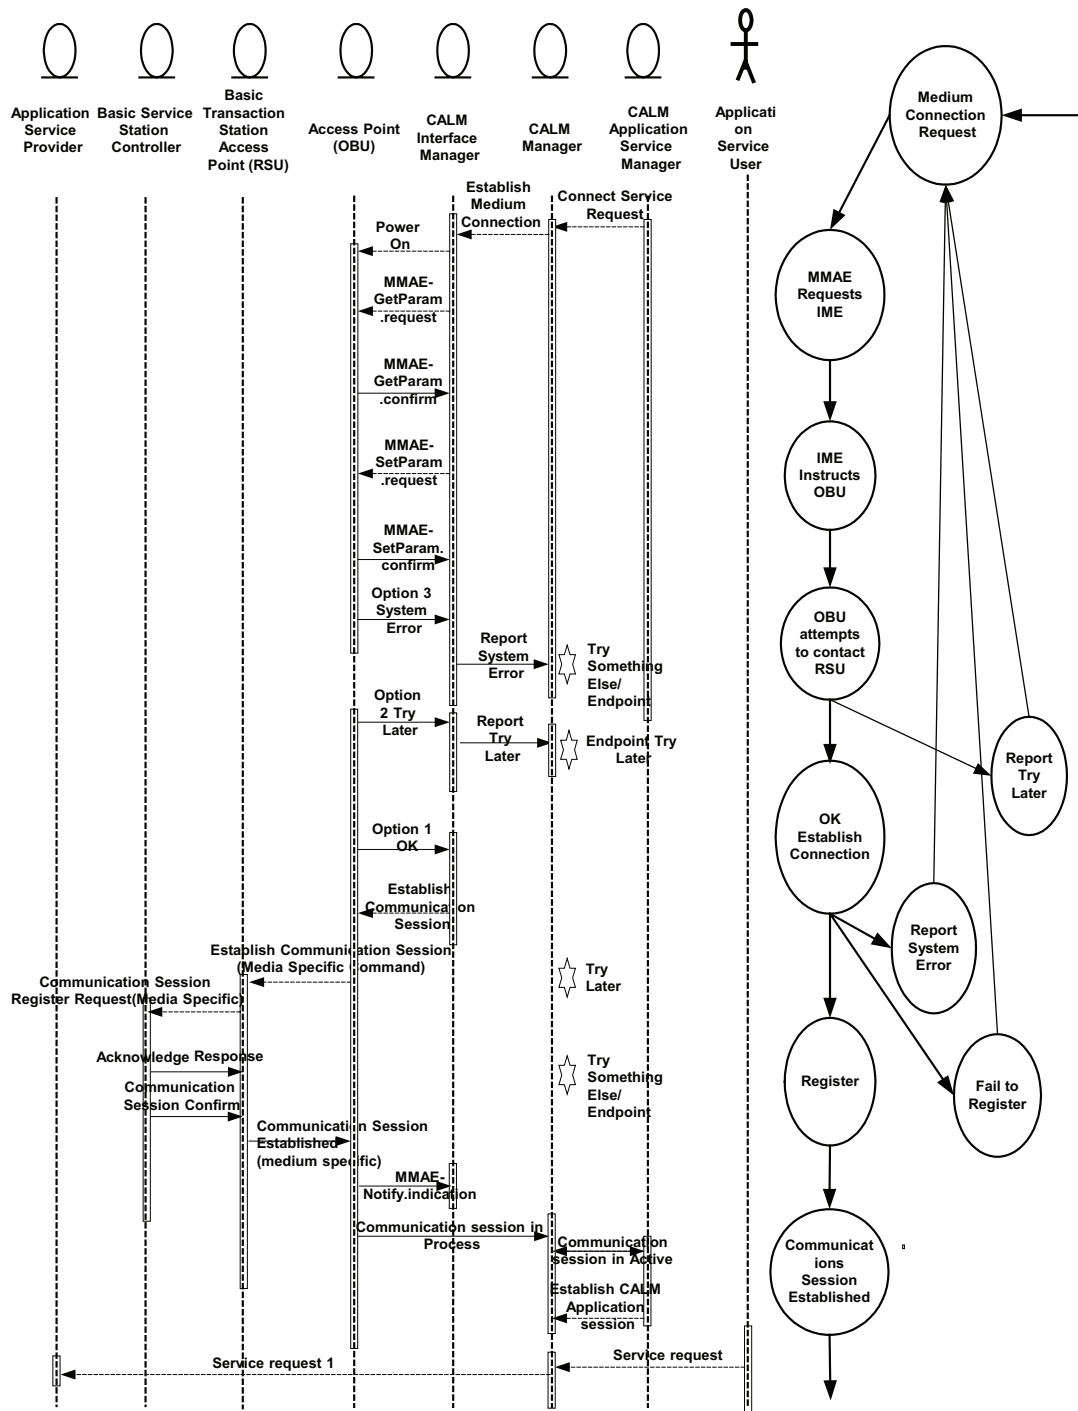 Application
Service
Provider
Basic Service
Station
Controller
Basic
Transaction
Station
Access
Point (RSU)
Access Point
(OBU)
CALM
Interface
Manager
CALM
Manager
CALM
Application
Service
Manager
Applicati
on Service
User
Connect Service
Request
Establish
Medium
Connection
Power
On
MMAE-
GetParam
.request
MMAE-
GetParam
.confirm
MMAE-
SetParam
.request
MMAE-
SetParam.
confirm
Option 3
System
Error
Report
System
Error
Try
Something
Else/
Endpoint
Option
2 Try
Later
Report
Try
Later
Endpoint Try
Later
Option 1
OK
Establish
Communication
Session
Establish Communication Session
(Media Specific Command)
Try
Later
Communication Session
Register Request(Media Specific)
Acknowledge Response
Try
Something
Else/
Endpoint
Communication
Session Confirm
Communication Session
Established
(medium specific)
MMAE-
Notify.indication
Communication session in
Process
Communication
session in Active
Establish CALM
Application
session
Service request
Service request 1
Medium
Connection
Request
MMAE
Requests
IME
IME
Instructs
OBU
OBU
attempts
to contact
RSU
Report
Try
Later
OK
Establish
Connection
Report
System
Error
Register
Fail to
Register
Communicat
ions
Session
Established